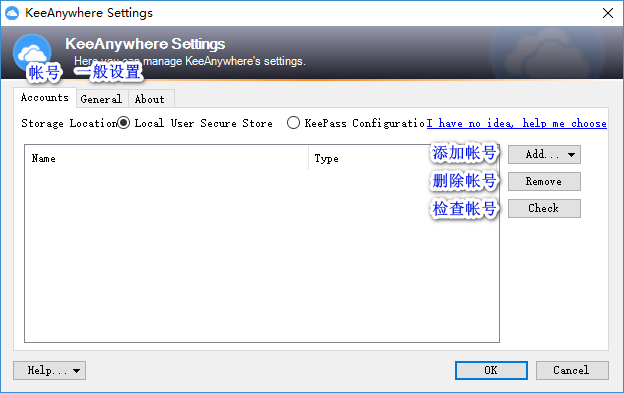 KeeAnywhere Settings
KeeAnywhere Settings
Here you can manage KeeAnywhere's settings.
帐号 一般设置
Accounts General About
Storage Location Local User Secure Store KeePass Configuratio I have no idea, help me choose
Name Type
添加帐号 Add...
删除帐号 Remove
检查帐号 Check
Help... OK Cancel